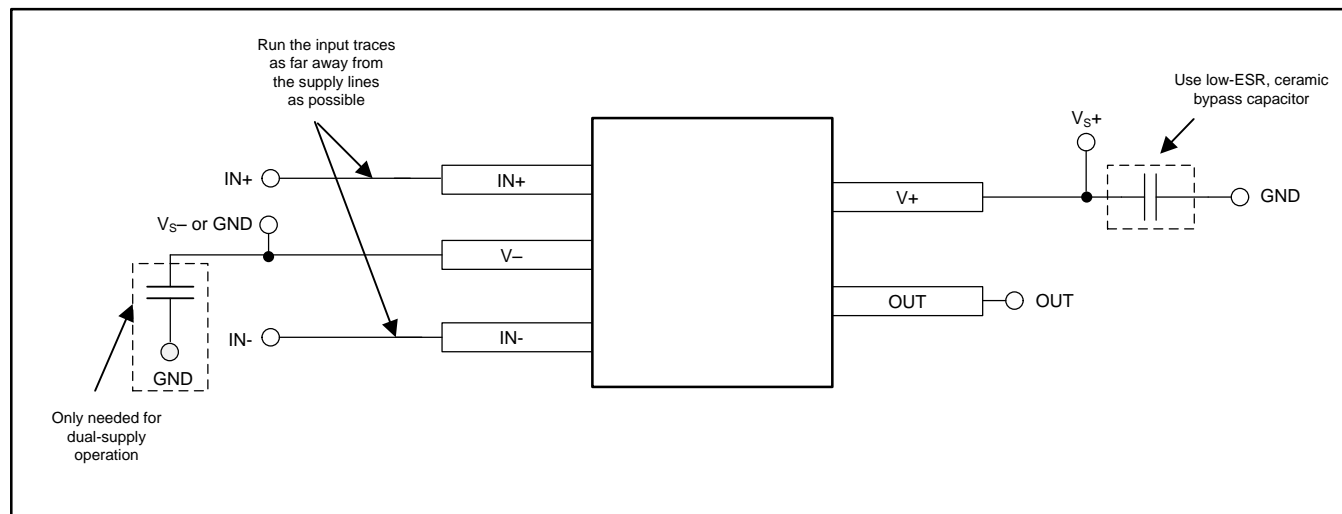 Run the input traces
as far away from
the supply lines
as possible
Use low-ESR, ceramic
bypass capacitor
VS+
IN+
IN+
V+
GND
VS– or GND
V–
OUT
OUT
IN-
IN-
GND
Only needed for
dual-supply
operation